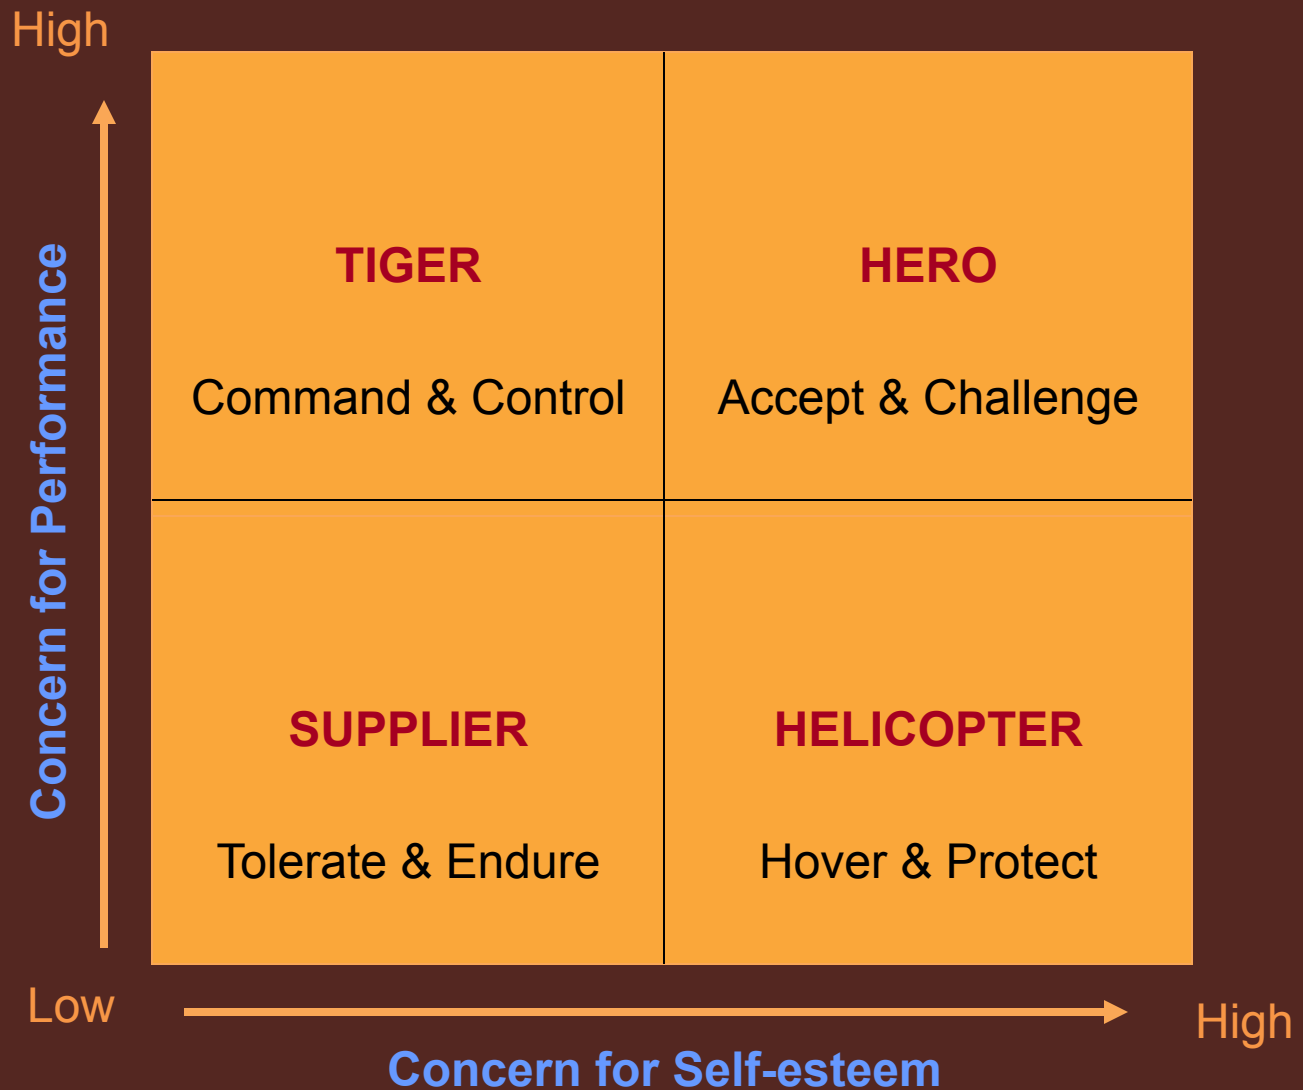 High
TIGER
HERO
Command & Control
Accept & Challenge
Concern for Performance
SUPPLIER
HELICOPTER
Tolerate & Endure
Hover & Protect
Low
High
Concern for Self-esteem